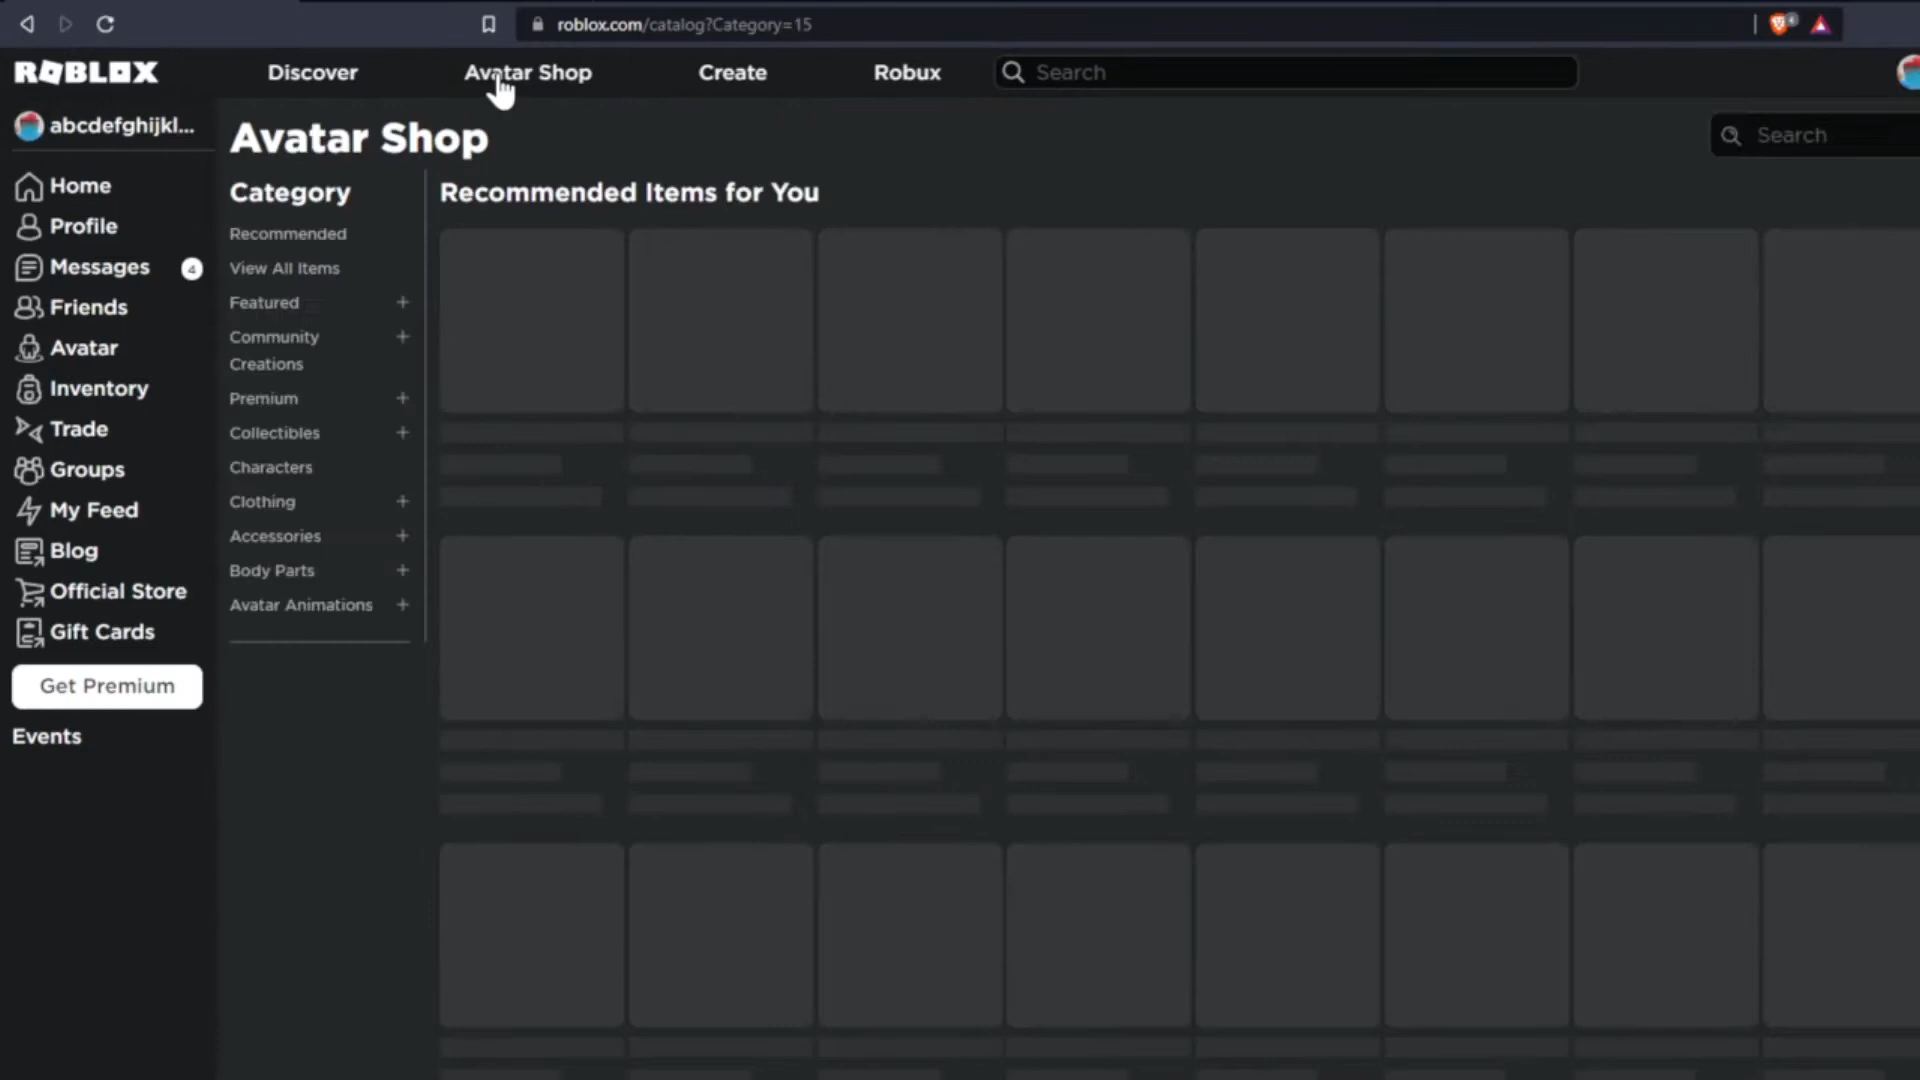 roblox.com/catalog?Category=15
4
ROBLOX
Discover
Avatar Shop
Create
Robux
Search
abcdefghijkl...
Home
Profile
Messages
4
Friends
Avatar
Inventory
Trade
Groups
My Feed
Blog
Official Store
Gift Cards
Get Premium
Events
Avatar Shop
Search
Category
Recommended
View All Items
Featured +
Community +
Creations
Premium +
Collectibles +
Characters
Clothing +
Accessories +
Body Parts +
Avatar Animations +
Recommended Items for You